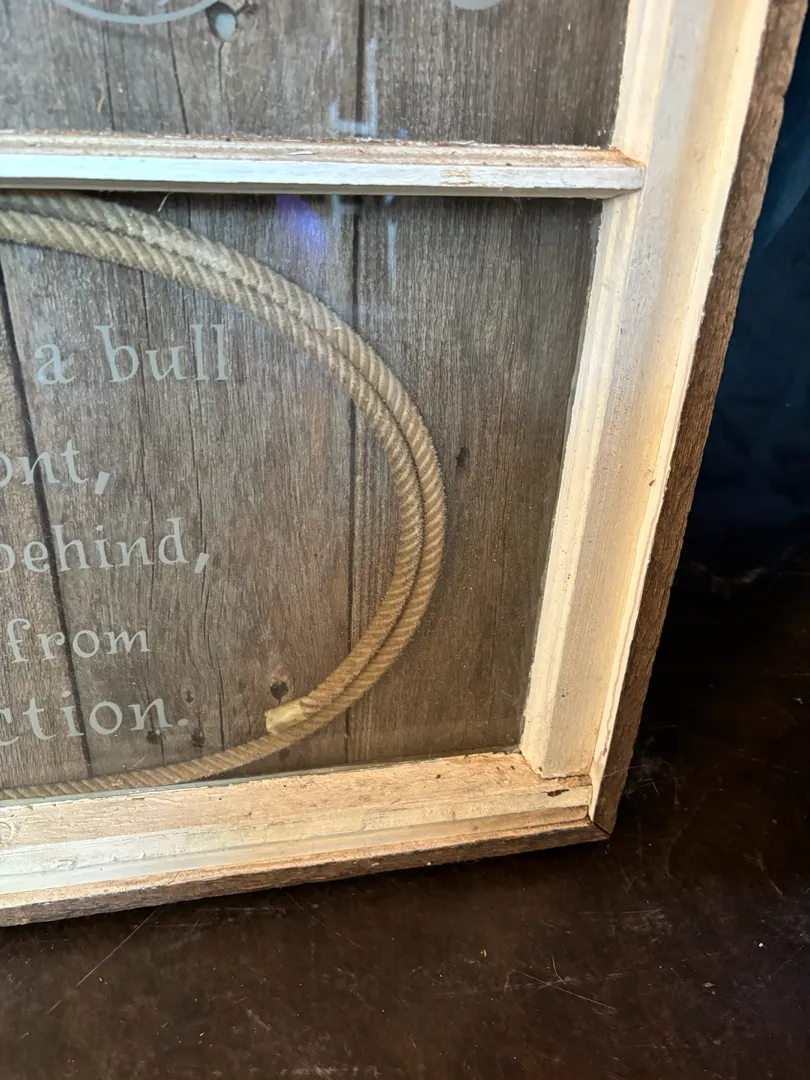 a bull
ont,
behind,
from
ction.